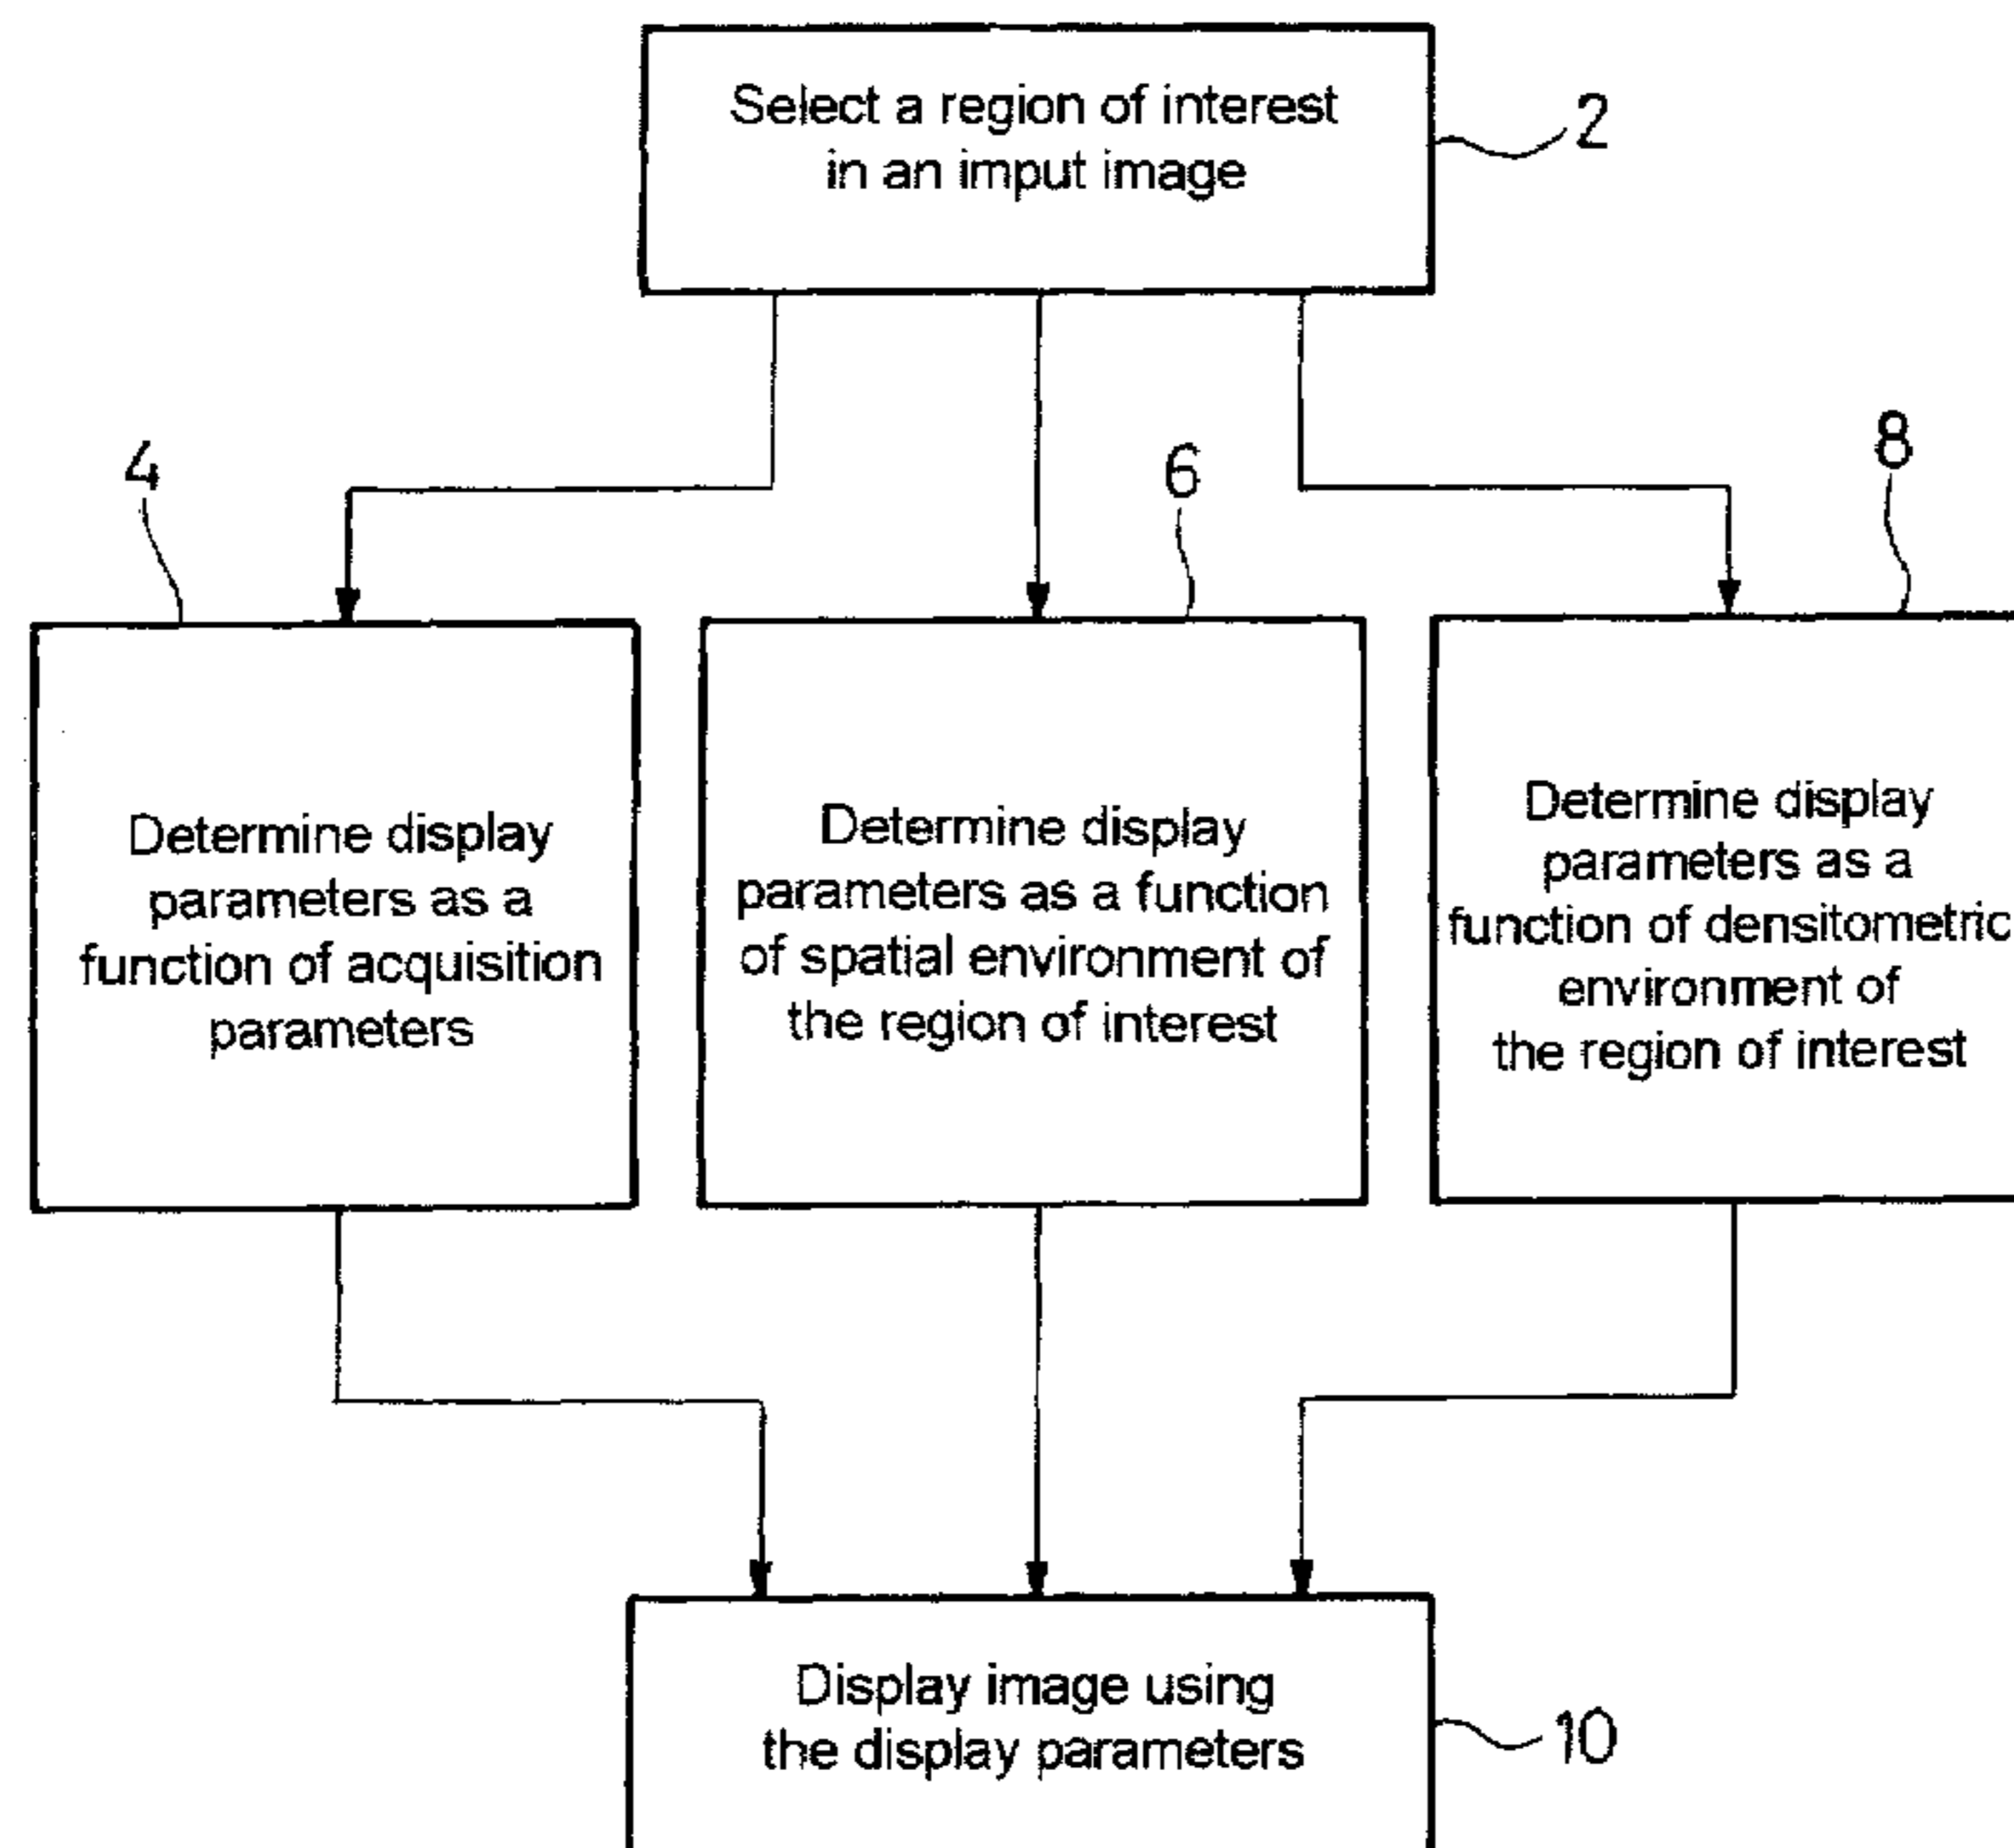 Select a region of interest
in an imput image
2
4
6
8
Determine display
parameters as a
function of acquisition
parameters
Determine display
parameters as a function
of spatial environment of
the region of interest
Determine display
parameters as a
function of densitometric
environment of
the region of interest
Display image using
the display parameters
10